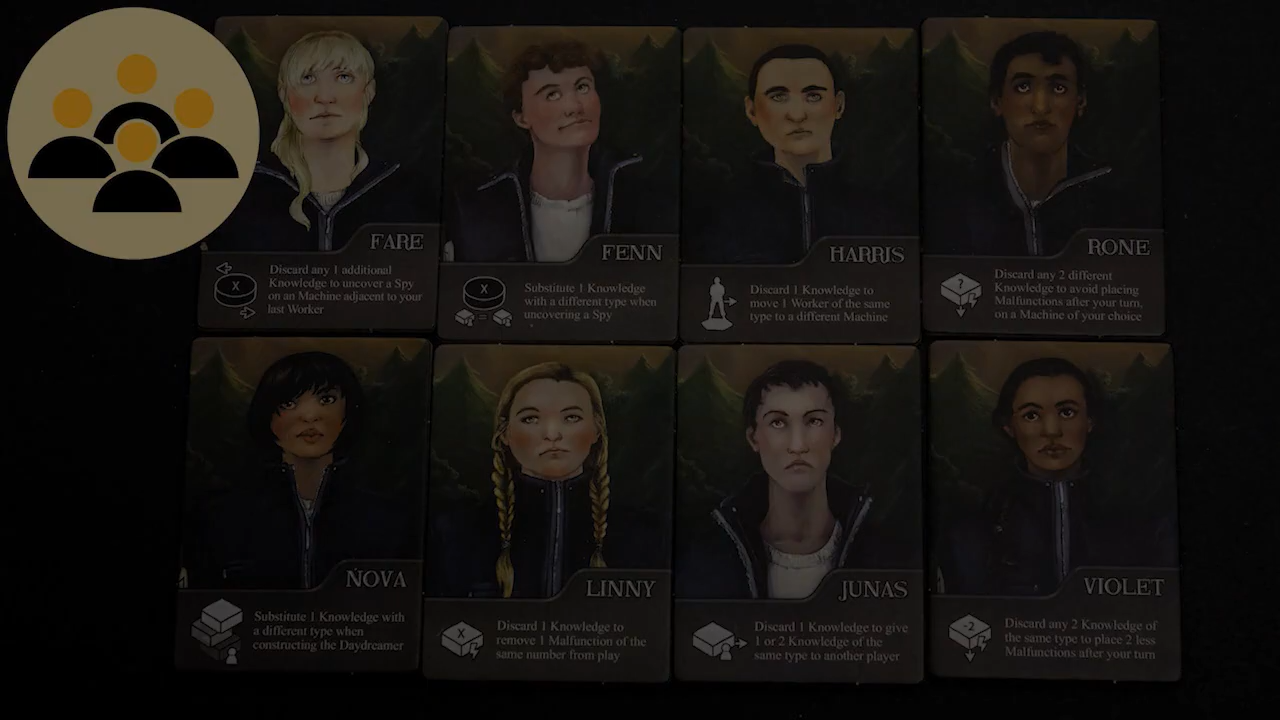 FARE
Discard any 1 additional
Knowledge to uncover a Spy
on an Machine adjacent to your
last Worker
X
FENN
Substitute 1 Knowledge
with a different type when
uncovering a Spy
X
HARRIS
Discard 1 Knowledge to
move 1 Worker of the same
type to a different Machine
RONE
Discard any 2 different
Knowledge to avoid placing
Malfunctions after your turn,
on a Machine of your choice
?
NOVA
Substitute 1 Knowledge with
a different type when
constructing the Daydreamer
LINNY
Discard 1 Knowledge to
remove 1 Malfunction of the
same number from play
X
JUNAS
Discard 1 Knowledge to give
1 or 2 Knowledge of the
same type to another player
VIOLET
Discard any 2 Knowledge of
the same type to place 2 less
Malfunctions after your turn
-2